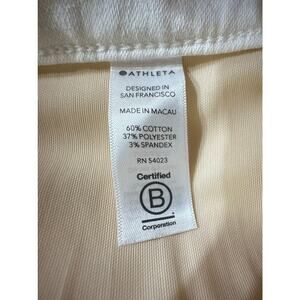 ATHLETA
DESIGNED IN
SAN FRANCISCO
MADE IN MACAU
60% COTTON
37% POLYESTER
3% SPANDEX
RN 54023
Certified
B
Corporation